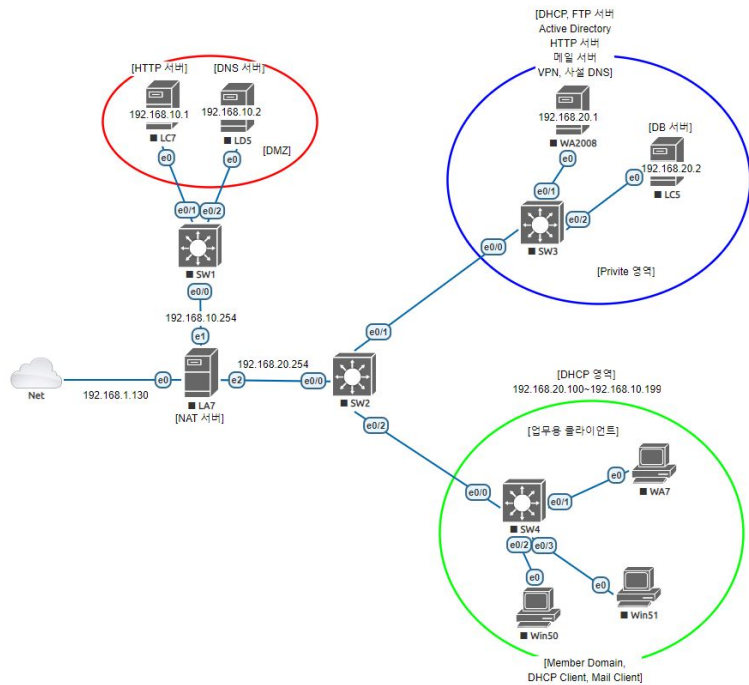 [DHCP, FTP 서버
Active Directory
HTTP 서버
메일 서버
VPN, 사설 DNS]
[HTTP 서버]
[DNS 서버]
192.168.10.1
192.168.10.2
LC7
LD5
[DMZ]
e0
e0
e0/1
e0/2
SW1
e0/0
192.168.10.254
e1
192.168.20.1
WA2008
[DB 서버]
e0
e0
192.168.20.2
LC5
e0/1
e0/2
e0/0
SW3
[Privite 영역]
e0/1
192.168.20.254
Net
192.168.1.130
e0
e2
e0/0
LA7
[NAT 서버]
SW2
e0/2
[DHCP 영역]
192.168.20.100~192.168.10.199
[업무용 클라이언트]
e0
WA7
e0/0
e0/1
SW4
e0/2
e0/3
e0
e0
Win51
Win50
[Member Domain,
DHCP Client, Mail Client]